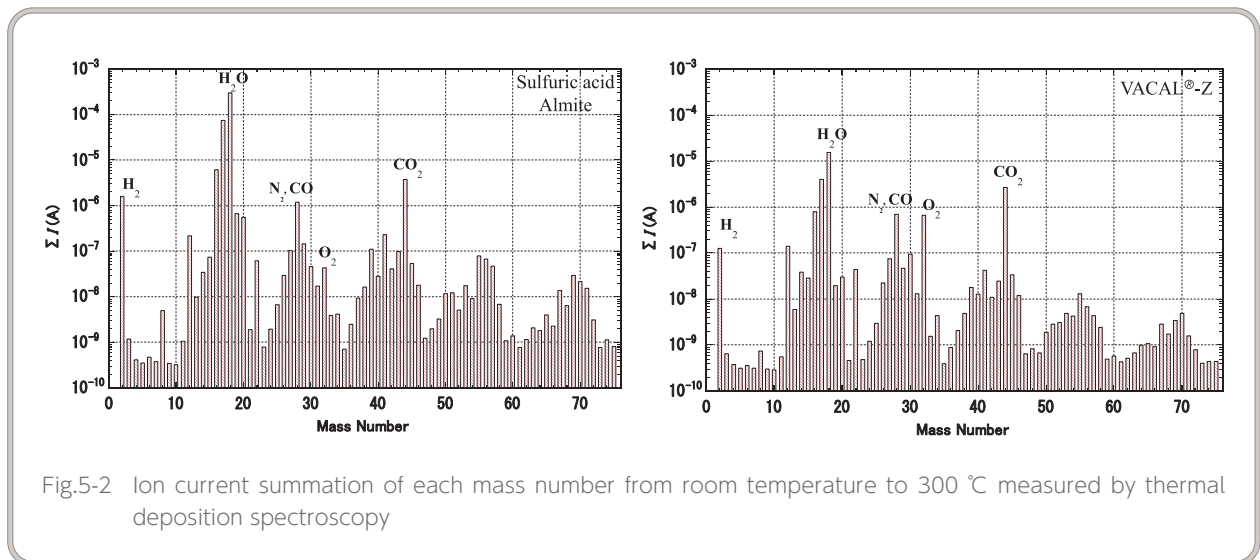 10⁻³
10⁻⁴
10⁻⁵
10⁻⁶
10⁻⁷
10⁻⁸
10⁻⁹
10⁻¹⁰
Σ I (A)
H₂
H₂O
N₂,CO
O₂
CO₂
Sulfuric acid
Almite
0 10 20 30 40 50 60 70
Mass Number
10⁻³
10⁻⁴
10⁻⁵
10⁻⁶
10⁻⁷
10⁻⁸
10⁻⁹
10⁻¹⁰
Σ I (A)
H₂
H₂O
N₂,CO
O₂
CO₂
VACAL®-Z
0 10 20 30 40 50 60 70
Mass Number
Fig.5-2 Ion current summation of each mass number from room temperature to 300 ℃ measured by thermal
deposition spectroscopy